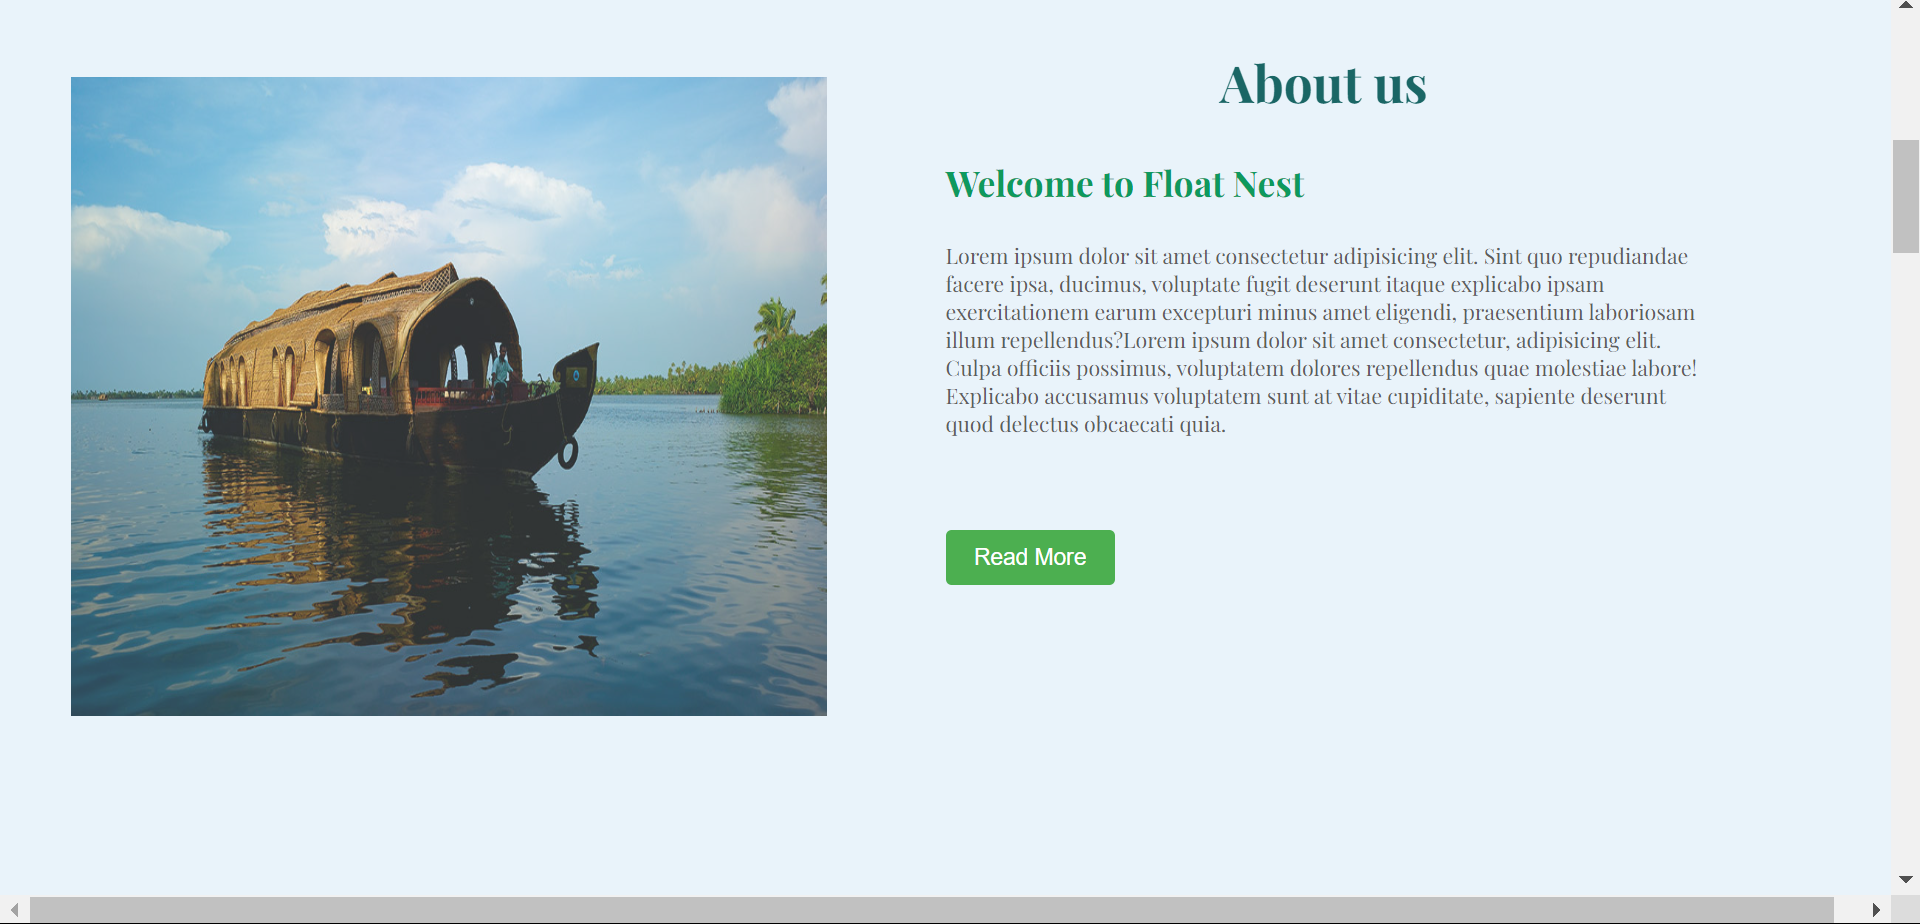 About us
Welcome to Float Nest
Lorem ipsum dolor sit amet consectetur adipisicing elit. Sint quo repudiandae
facere ipsa, ducimus, voluptate fugit deserunt itaque explicabo ipsam
exercitationem earum excepturi minus amet eligendi, praesentium laboriosam
illum repellendus?Lorem ipsum dolor sit amet consectetur, adipisicing elit.
Culpa officiis possimus, voluptatem dolores repellendus quae molestiae labore!
Explicabo accusamus voluptatem sunt at vitae cupiditate, sapiente deserunt
quod delectus obcaecati quia.
Read More